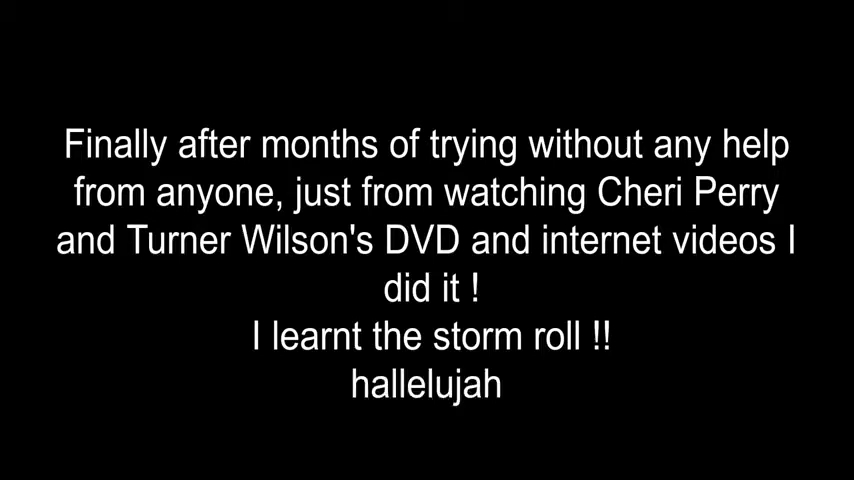 Finally after months of trying without any help
from anyone, just from watching Cheri Perry
and Turner Wilson's DVD and internet videos I
did it !
I learnt the storm roll !!
hallelujah